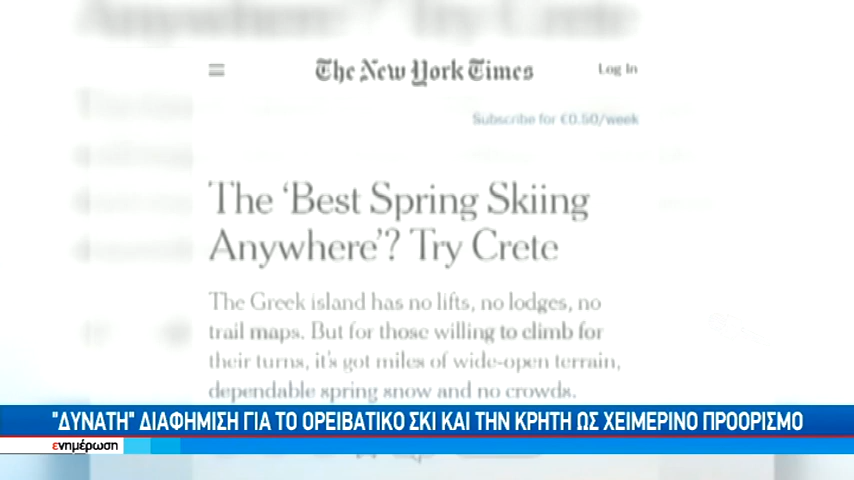 Anywhere'? Try Crete
The New York Times
Log In
Subscribe for €0.50/week
The ‘Best Spring Skiing
Anywhere’? Try Crete
The Greek island has no lifts, no lodges, no
trail maps. But for those willing to climb for
their turns, it’s got miles of wide-open terrain,
dependable spring snow and no crowds.
"ΔΥΝΑΤΗ" ΔΙΑΦΗΜΙΣΗ ΓΙΑ ΤΟ ΟΡΕΙΒΑΤΙΚΟ ΣΚΙ ΚΑΙ ΤΗΝ ΚΡΗΤΗ ΩΣ ΧΕΙΜΕΡΙΝΟ ΠΡΟΟΡΙΣΜΟ
ενημέρωση